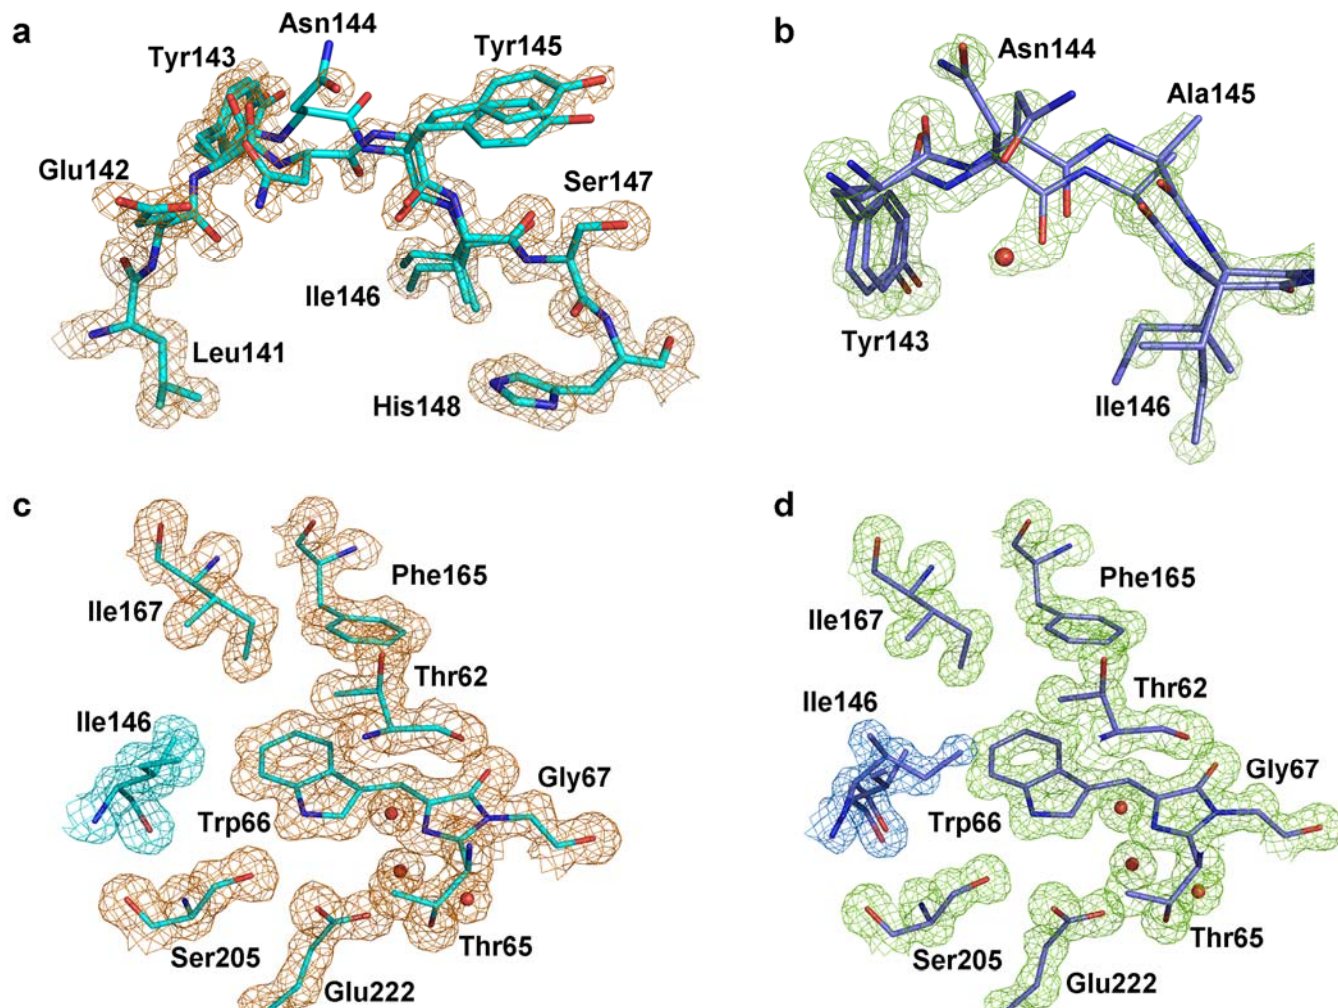 a
Asn144
Tyr143
Tyr145
Glu142
Ser147
Ile146
Leu141
His148
b
Asn144
Ala145
Tyr143
Ile146
c
Phe165
Ile167
Thr62
Ile146
Gly67
Trp66
Ser205
Thr65
Glu222
d
Phe165
Ile167
Thr62
Ile146
Gly67
Trp66
Ser205
Thr65
Glu222